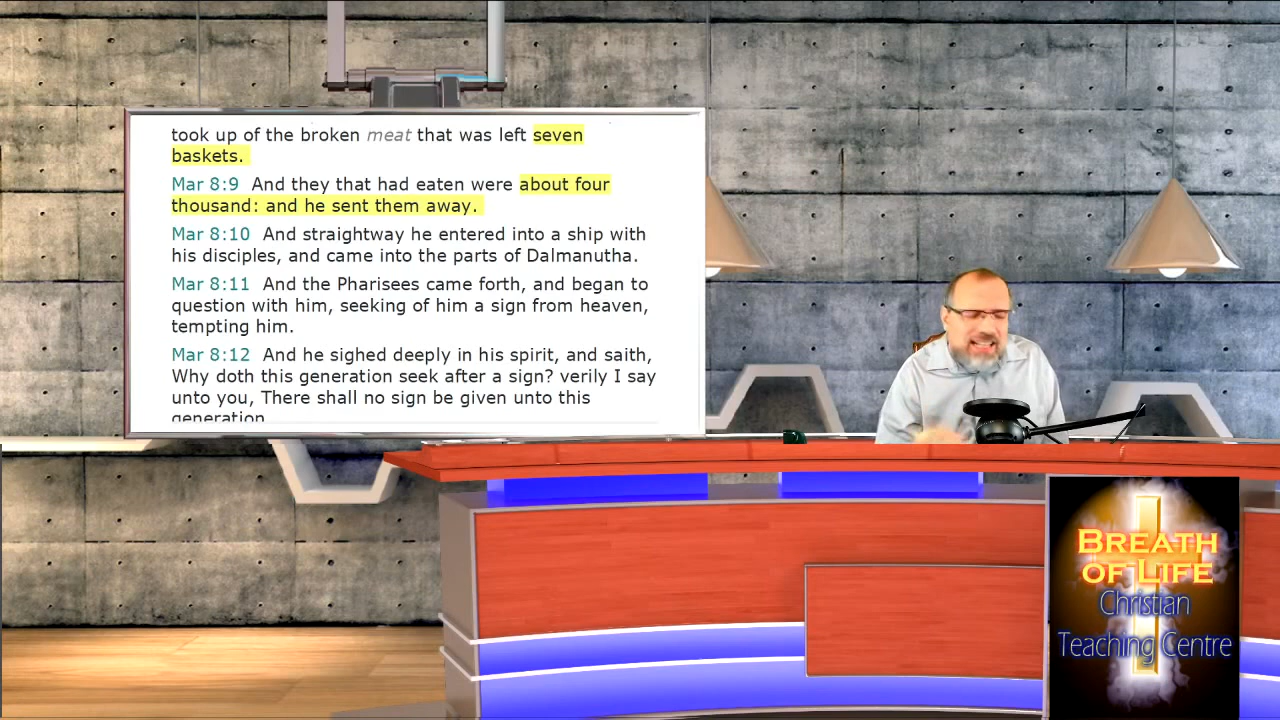 took up of the broken meat that was left seven
baskets.
Mar 8:9 And they that had eaten were about four
thousand: and he sent them away.
Mar 8:10 And straightway he entered into a ship with
his disciples, and came into the parts of Dalmanutha.
Mar 8:11 And the Pharisees came forth, and began to
question with him, seeking of him a sign from heaven,
tempting him.
Mar 8:12 And he sighed deeply in his spirit, and saith,
Why doth this generation seek after a sign? verily I say
unto you, There shall no sign be given unto this
generation
BREATH
OF LIFE
Christian
Teaching Centre